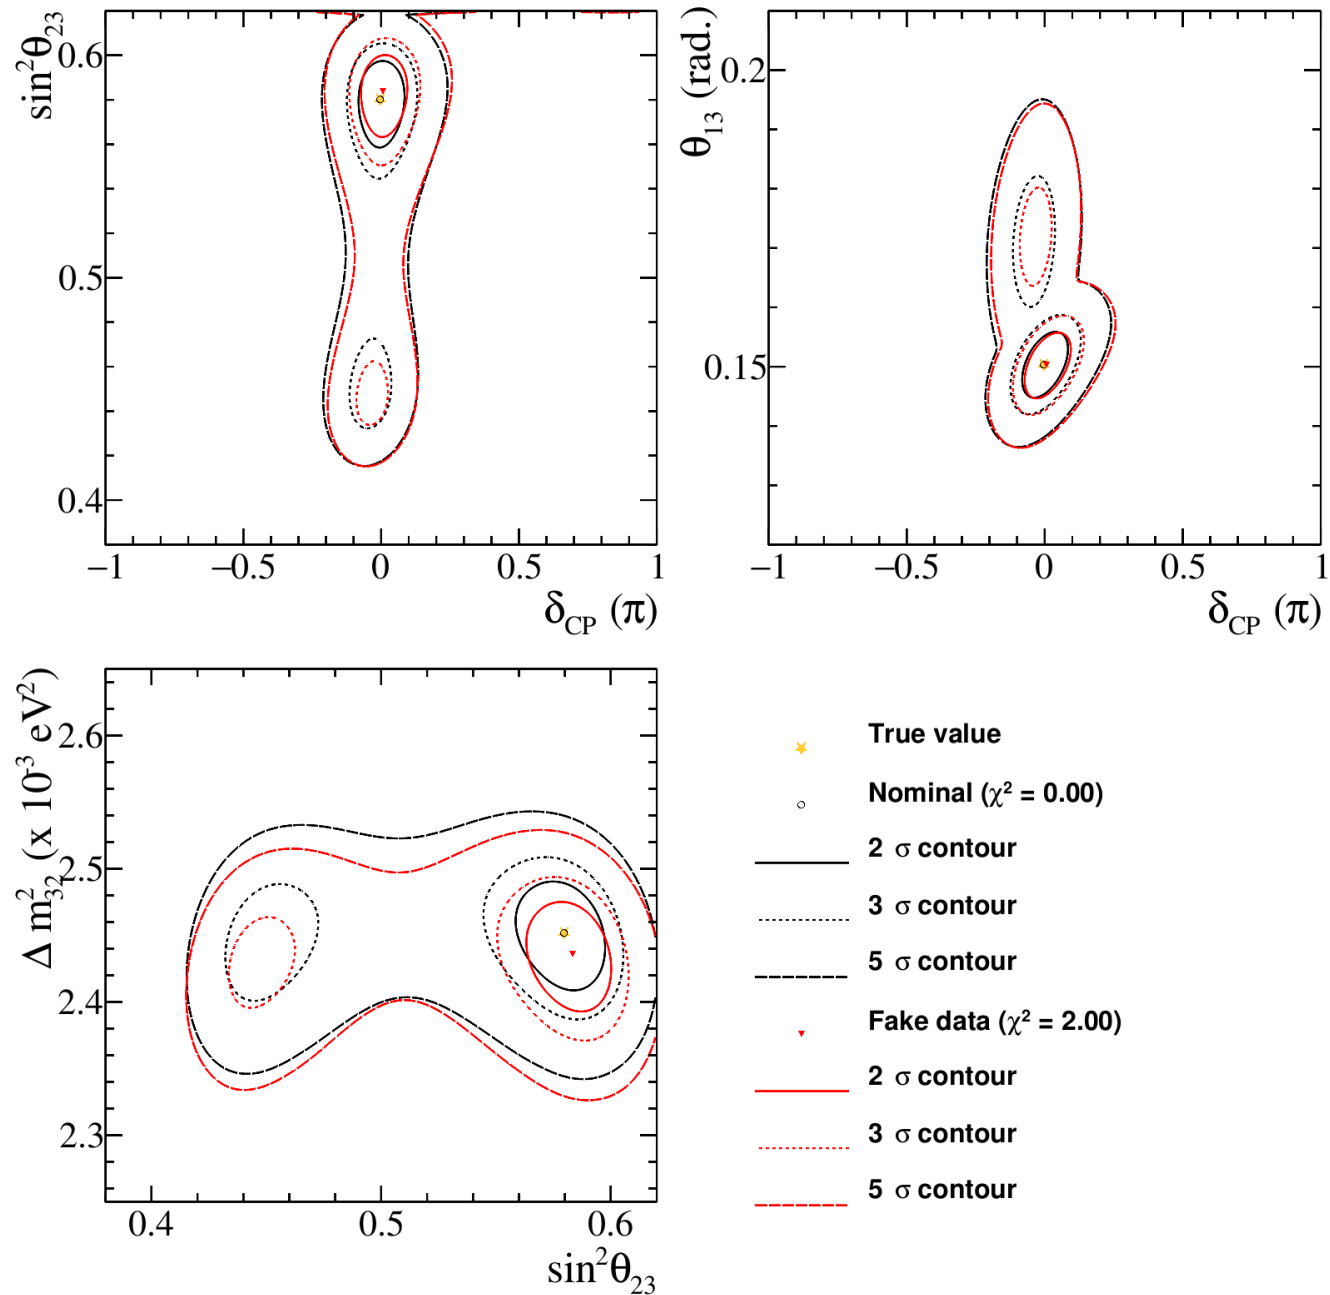 sin²θ₂₃
0.6
0.5
0.4
−1 −0.5 0 0.5 1
δ_CP (π)
θ₁₃ (rad.)
0.2
0.15
−1 −0.5 0 0.5 1
δ_CP (π)
Δ m²₃₂ (x 10⁻³ eV²)
2.6
2.5
2.4
2.3
0.4 0.5 0.6
sin²θ₂₃
True value
Nominal (χ² = 0.00)
2 σ contour
3 σ contour
5 σ contour
Fake data (χ² = 2.00)
2 σ contour
3 σ contour
5 σ contour